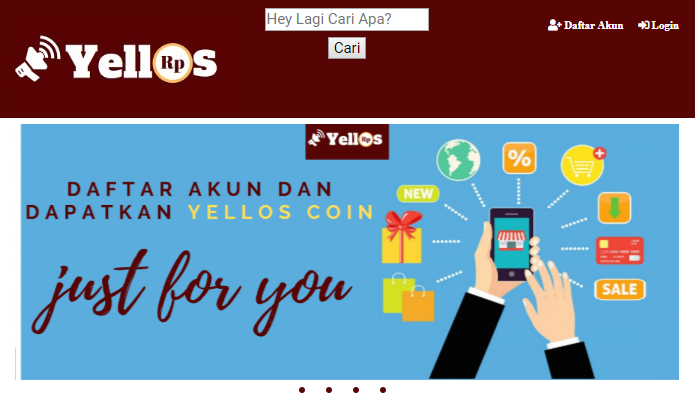 Yellos
Rp
Hey Lagi Cari Apa?
Cari
Daftar Akun
Login
Yellos
Rp
DAFTAR AKUN DAN
DAPATKAN YELLOS COIN
just for you
NEW
%
SALE